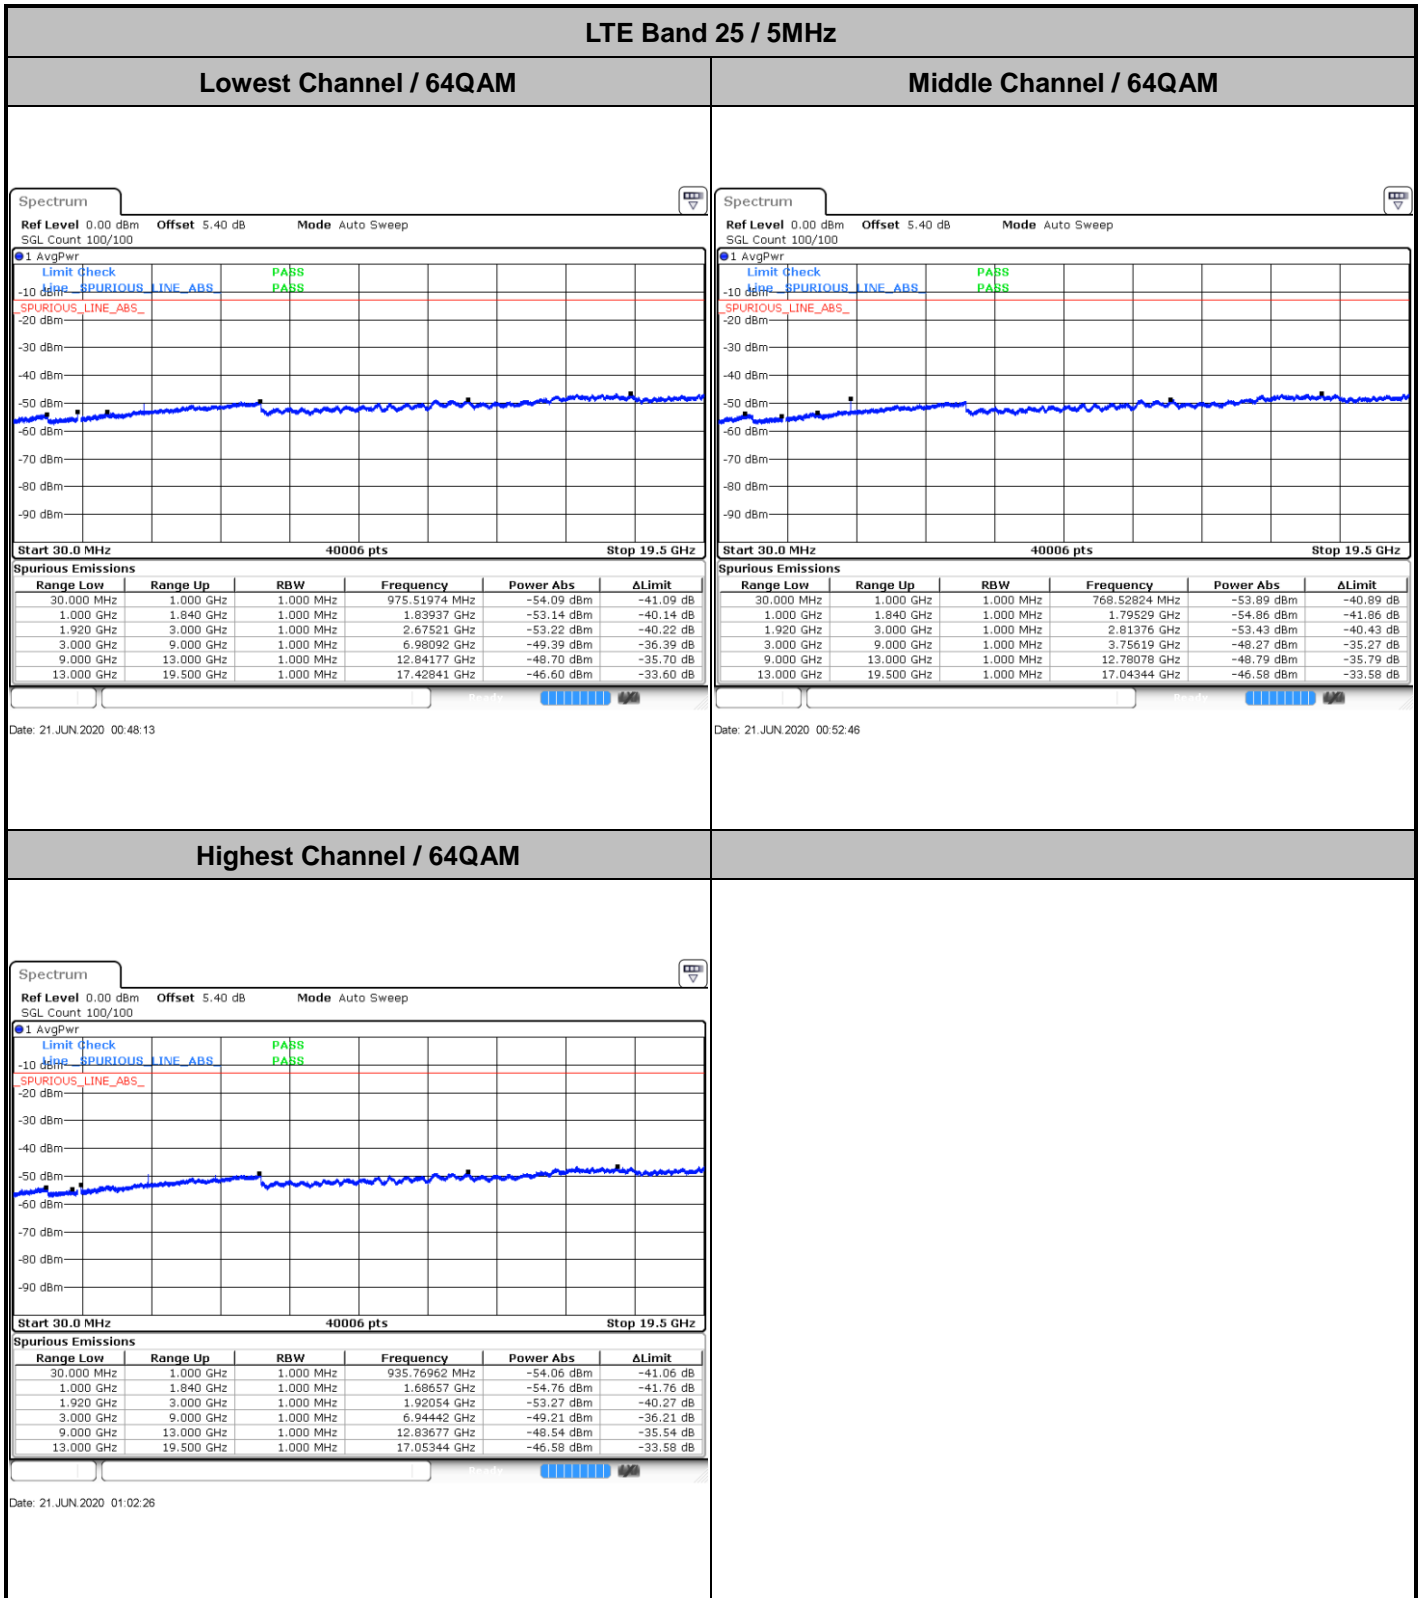 LTE Band 25 / 5MHz
Lowest Channel / 64QAM
Middle Channel / 64QAM
Spectrum
Ref Level 0.00 dBm Offset 5.40 dB Mode Auto Sweep
SGL Count 100/100
1 AvgPwr
Limit Check PASS
Line _SPURIOUS_LINE_ABS_ PASS
-10 dBm
_SPURIOUS_LINE_ABS_
-20 dBm
-30 dBm
-40 dBm
-50 dBm
-60 dBm
-70 dBm
-80 dBm
-90 dBm
Start 30.0 MHz 40006 pts Stop 19.5 GHz
Spurious Emissions
Range Low Range Up RBW Frequency Power Abs ΔLimit
30.000 MHz 1.000 GHz 1.000 MHz 975.51974 MHz -54.09 dBm -41.09 dB
1.000 GHz 1.840 GHz 1.000 MHz 1.83937 GHz -53.14 dBm -40.14 dB
1.920 GHz 3.000 GHz 1.000 MHz 2.67521 GHz -53.22 dBm -40.22 dB
3.000 GHz 9.000 GHz 1.000 MHz 6.98092 GHz -49.39 dBm -36.39 dB
9.000 GHz 13.000 GHz 1.000 MHz 12.84177 GHz -48.70 dBm -35.70 dB
13.000 GHz 19.500 GHz 1.000 MHz 17.42841 GHz -46.60 dBm -33.60 dB
Date: 21.JUN.2020 00:48:13
Spectrum
Ref Level 0.00 dBm Offset 5.40 dB Mode Auto Sweep
SGL Count 100/100
1 AvgPwr
Limit Check PASS
Line _SPURIOUS_LINE_ABS_ PASS
-10 dBm
_SPURIOUS_LINE_ABS_
-20 dBm
-30 dBm
-40 dBm
-50 dBm
-60 dBm
-70 dBm
-80 dBm
-90 dBm
Start 30.0 MHz 40006 pts Stop 19.5 GHz
Spurious Emissions
Range Low Range Up RBW Frequency Power Abs ΔLimit
30.000 MHz 1.000 GHz 1.000 MHz 768.52824 MHz -53.89 dBm -40.89 dB
1.000 GHz 1.840 GHz 1.000 MHz 1.79529 GHz -54.86 dBm -41.86 dB
1.920 GHz 3.000 GHz 1.000 MHz 2.81376 GHz -53.43 dBm -40.43 dB
3.000 GHz 9.000 GHz 1.000 MHz 3.75619 GHz -48.27 dBm -35.27 dB
9.000 GHz 13.000 GHz 1.000 MHz 12.78078 GHz -48.79 dBm -35.79 dB
13.000 GHz 19.500 GHz 1.000 MHz 17.04344 GHz -46.58 dBm -33.58 dB
Date: 21.JUN.2020 00:52:46
Highest Channel / 64QAM
Spectrum
Ref Level 0.00 dBm Offset 5.40 dB Mode Auto Sweep
SGL Count 100/100
1 AvgPwr
Limit Check PASS
Line _SPURIOUS_LINE_ABS_ PASS
-10 dBm
_SPURIOUS_LINE_ABS_
-20 dBm
-30 dBm
-40 dBm
-50 dBm
-60 dBm
-70 dBm
-80 dBm
-90 dBm
Start 30.0 MHz 40006 pts Stop 19.5 GHz
Spurious Emissions
Range Low Range Up RBW Frequency Power Abs ΔLimit
30.000 MHz 1.000 GHz 1.000 MHz 935.76962 MHz -54.06 dBm -41.06 dB
1.000 GHz 1.840 GHz 1.000 MHz 1.68657 GHz -54.76 dBm -41.76 dB
1.920 GHz 3.000 GHz 1.000 MHz 1.92054 GHz -53.27 dBm -40.27 dB
3.000 GHz 9.000 GHz 1.000 MHz 6.94442 GHz -49.21 dBm -36.21 dB
9.000 GHz 13.000 GHz 1.000 MHz 12.83677 GHz -48.54 dBm -35.54 dB
13.000 GHz 19.500 GHz 1.000 MHz 17.05344 GHz -46.58 dBm -33.58 dB
Date: 21.JUN.2020 01:02:26